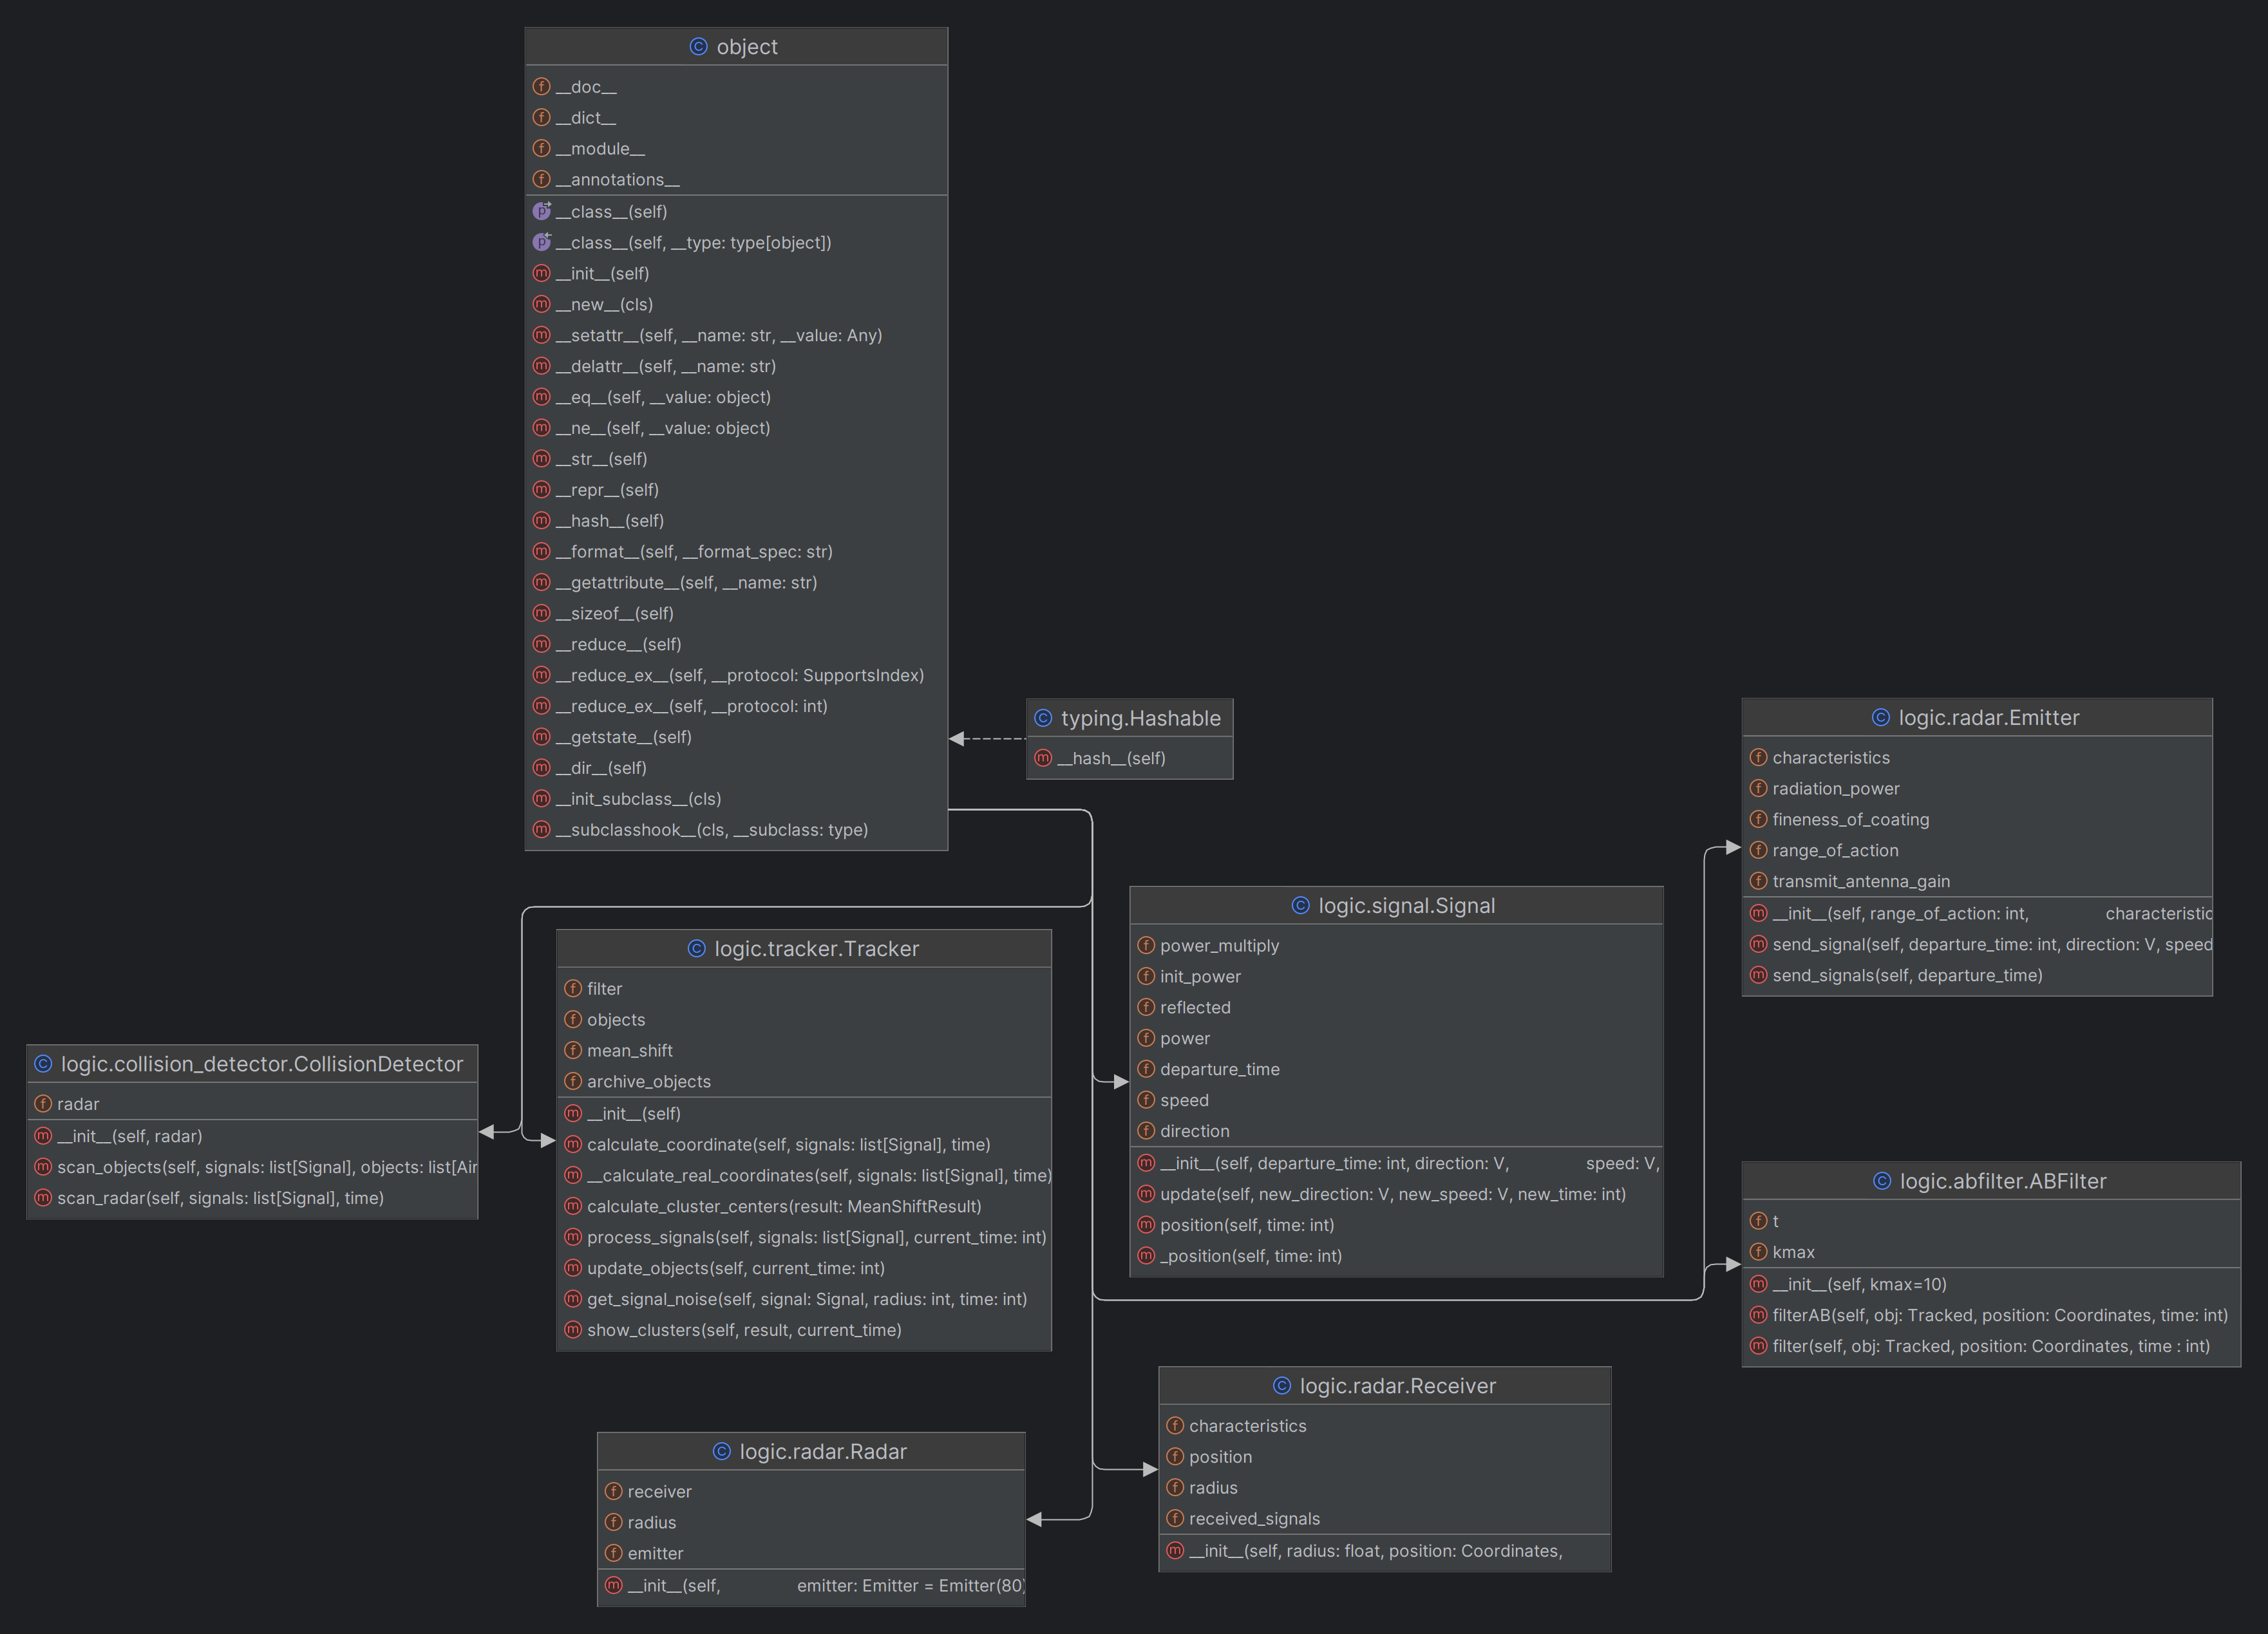 object
__doc__
__dict__
__module__
__annotations__
__class__(self)
__class__(self, __type: type[object])
__init__(self)
__new__(cls)
__setattr__(self, __name: str, __value: Any)
__delattr__(self, __name: str)
__eq__(self, __value: object)
__ne__(self, __value: object)
__str__(self)
__repr__(self)
__hash__(self)
__format__(self, __format_spec: str)
__getattribute__(self, __name: str)
__sizeof__(self)
__reduce__(self)
__reduce_ex__(self, __protocol: SupportsIndex)
__reduce_ex__(self, __protocol: int)
__getstate__(self)
__dir__(self)
__init_subclass__(cls)
__subclasshook__(cls, __subclass: type)
typing.Hashable
__hash__(self)
logic.radar.Emitter
characteristics
radiation_power
fineness_of_coating
range_of_action
transmit_antenna_gain
__init__(self, range_of_action: int, characteristic
send_signal(self, departure_time: int, direction: V, speed
send_signals(self, departure_time)
logic.signal.Signal
power_multiply
init_power
reflected
power
departure_time
speed
direction
__init__(self, departure_time: int, direction: V, speed: V,
update(self, new_direction: V, new_speed: V, new_time: int)
position(self, time: int)
_position(self, time: int)
logic.tracker.Tracker
filter
objects
mean_shift
archive_objects
__init__(self)
calculate_coordinate(self, signals: list[Signal], time)
__calculate_real_coordinates(self, signals: list[Signal], time)
calculate_cluster_centers(result: MeanShiftResult)
process_signals(self, signals: list[Signal], current_time: int)
update_objects(self, current_time: int)
get_signal_noise(self, signal: Signal, radius: int, time: int)
show_clusters(self, result, current_time)
logic.collision_detector.CollisionDetector
radar
__init__(self, radar)
scan_objects(self, signals: list[Signal], objects: list[Air
scan_radar(self, signals: list[Signal], time)
logic.abfilter.ABFilter
t
kmax
__init__(self, kmax=10)
filterAB(self, obj: Tracked, position: Coordinates, time: int)
filter(self, obj: Tracked, position: Coordinates, time : int)
logic.radar.Receiver
characteristics
position
radius
received_signals
__init__(self, radius: float, position: Coordinates,
logic.radar.Radar
receiver
radius
emitter
__init__(self, emitter: Emitter = Emitter(80)